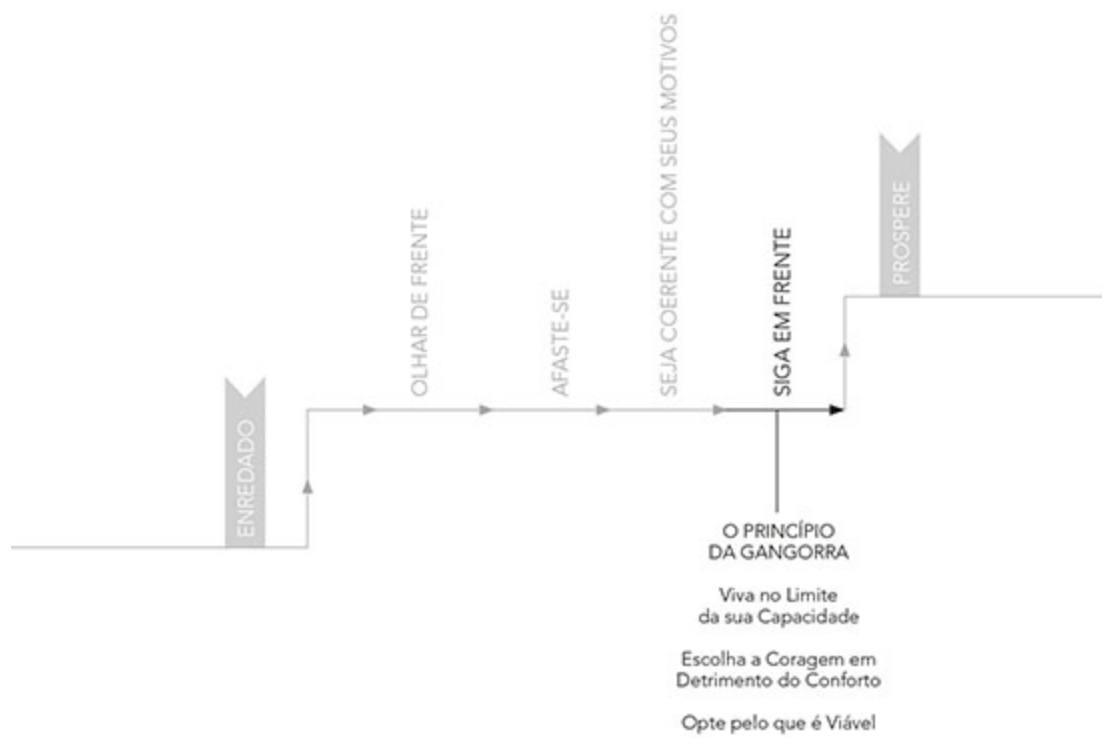 ENREDADO
OLHAR DE FRENTE
AFASTE-SE
SEJA COERENTE COM SEUS MOTIVOS
SIGA EM FRENTE
PROSPERE
O PRINCÍPIO
DA GANGORRA
Viva no Limite
da sua Capacidade
Escolha a Coragem em
Detrimento do Conforto
Opte pelo que é Viável